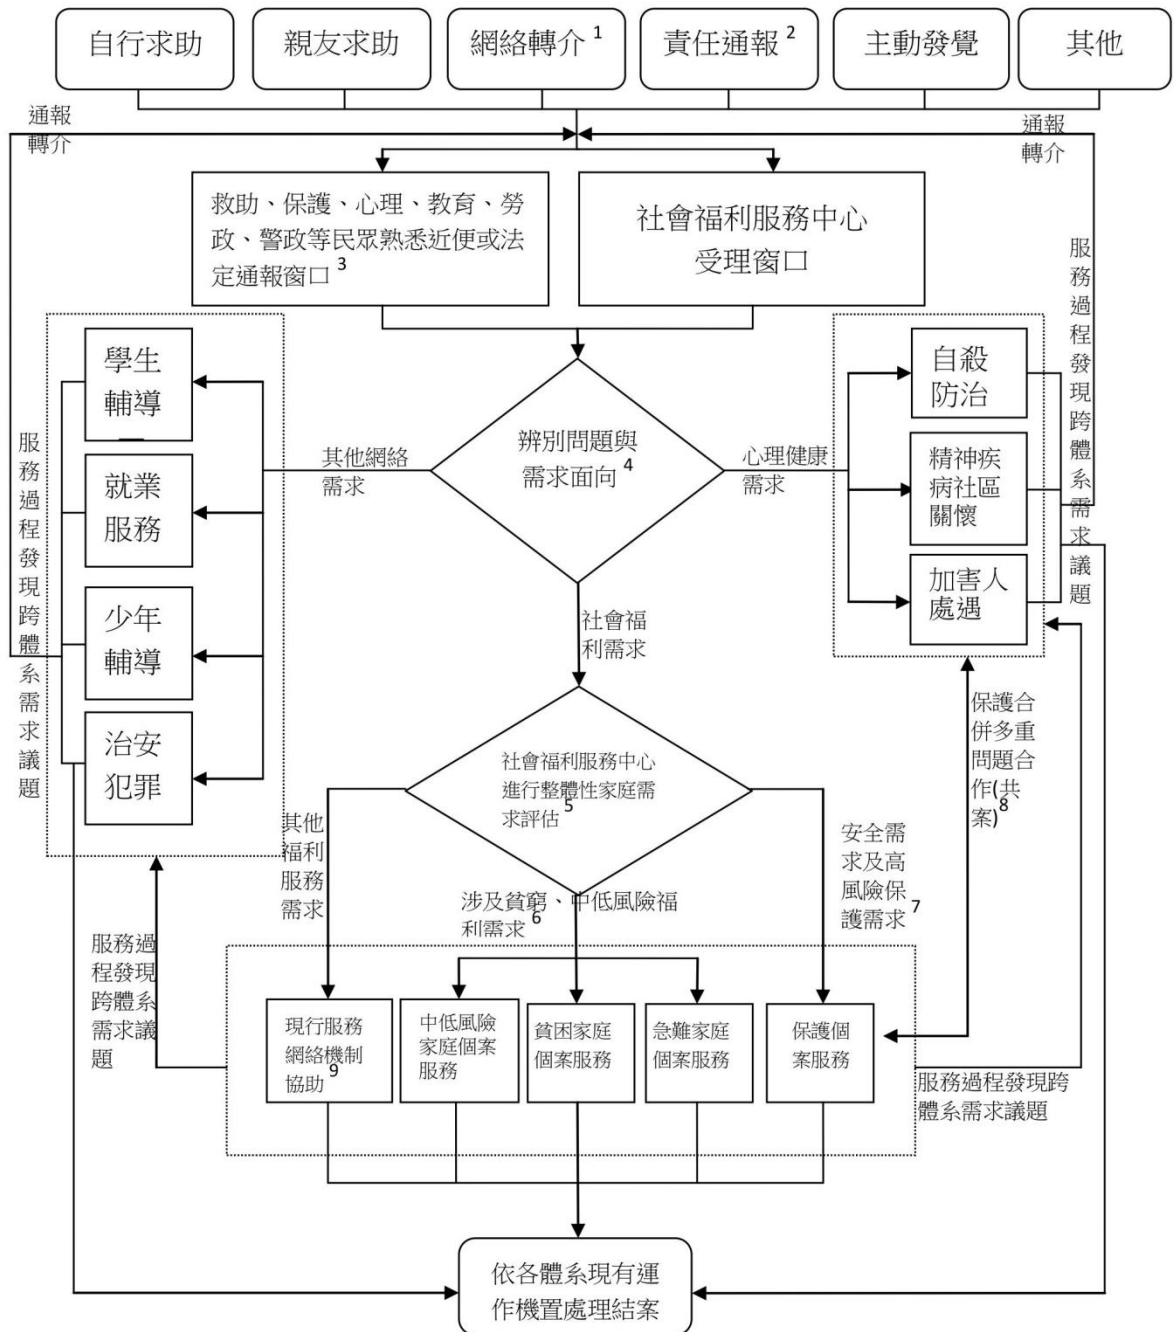 自行求助
親友求助
網絡轉介 1
責任通報 2
主動發覺
其他
通報
轉介
通報
轉介
救助、保護、心理、教育、勞
政、警政等民眾熟悉近便或法
定通報窗口 3
社會福利服務中心
受理窗口
服務過程發現跨體系需求議題
學生
輔導
就業
服務
少年
輔導
治安
犯罪
其他網絡
需求
辨別問題與
需求面向 4
心理健康
需求
自殺
防治
精神疾
病社區
關懷
加害人
處遇
服務過程發現跨體系需求議題
社會福
利需求
社會福利服務中心
進行整體性家庭需
求評估 5
保護合
併多重
問題合
作(共
案) 8
其他
福利
服務
需求
涉及貧窮、中低風險福
利需求 6
安全需
求及高
風險保
護需求 7
服務過
程發現
跨體系
需求議
題
現行服務
網絡機制
協助 9
中低風險
家庭個案
服務
貧困家庭
個案服務
急難家庭
個案服務
保護個
案服務
服務過程發現跨
體系需求議題
依各體系現有運
作機置處理結案